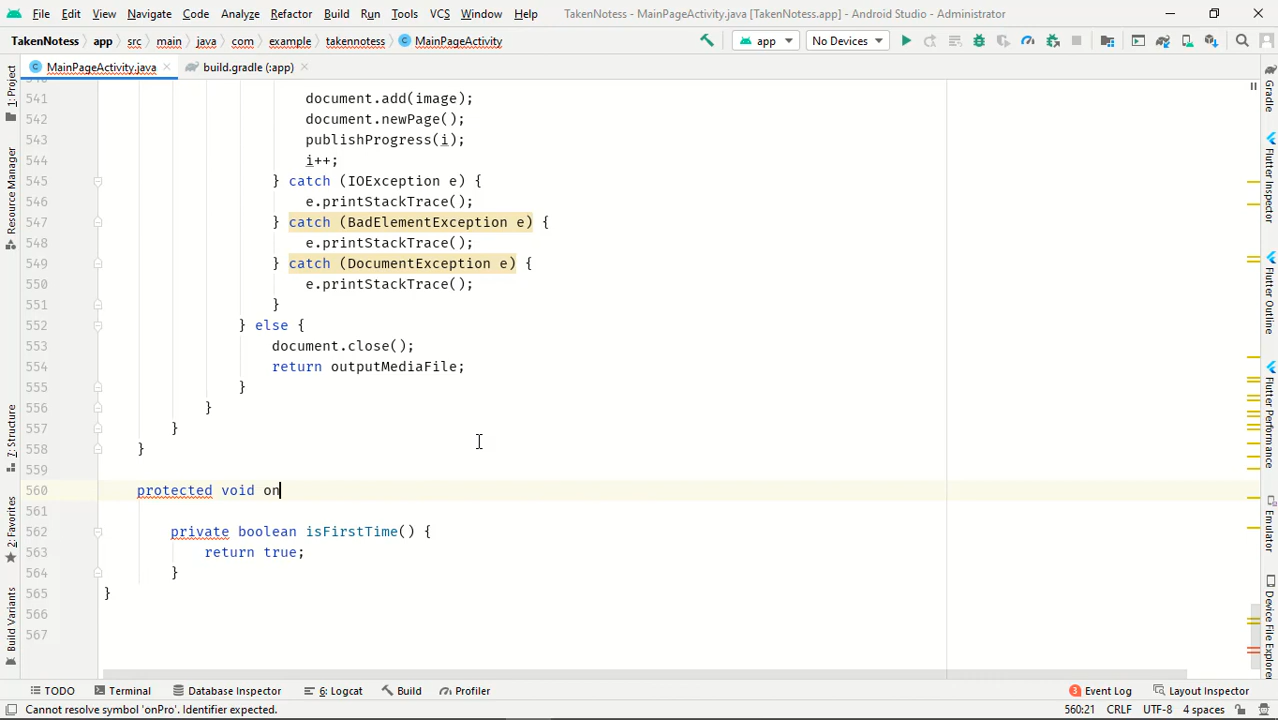 File Edit View Navigate Code Analyze Refactor Build Run Tools VCS Window Help TakenNotess - MainPageActivity.java [TakenNotess.app] - Android Studio - Administrator
TakenNotess app src main java com example takennotess MainPageActivity app No Devices
MainPageActivity.java build.gradle (:app)
541 document.add(image);
542 document.newPage();
543 publishProgress(i);
544 i++;
545 } catch (IOException e) {
546 e.printStackTrace();
547 } catch (BadElementException e) {
548 e.printStackTrace();
549 } catch (DocumentException e) {
550 e.printStackTrace();
551 }
552 } else {
553 document.close();
554 return outputMediaFile;
555 }
556 }
557 }
558 }
559
560 protected void on
561
562 private boolean isFirstTime() {
563 return true;
564 }
565 }
566
567
1: Project
Resource Manager
7: Structure
2: Favorites
Build Variants
Gradle
Flutter Inspector
Flutter Outline
Flutter Performance
Emulator
Device File Explorer
TODO Terminal Database Inspector 6: Logcat Build Profiler 3 Event Log Layout Inspector
Cannot resolve symbol 'onPro'. Identifier expected. 560:21 CRLF UTF-8 4 spaces